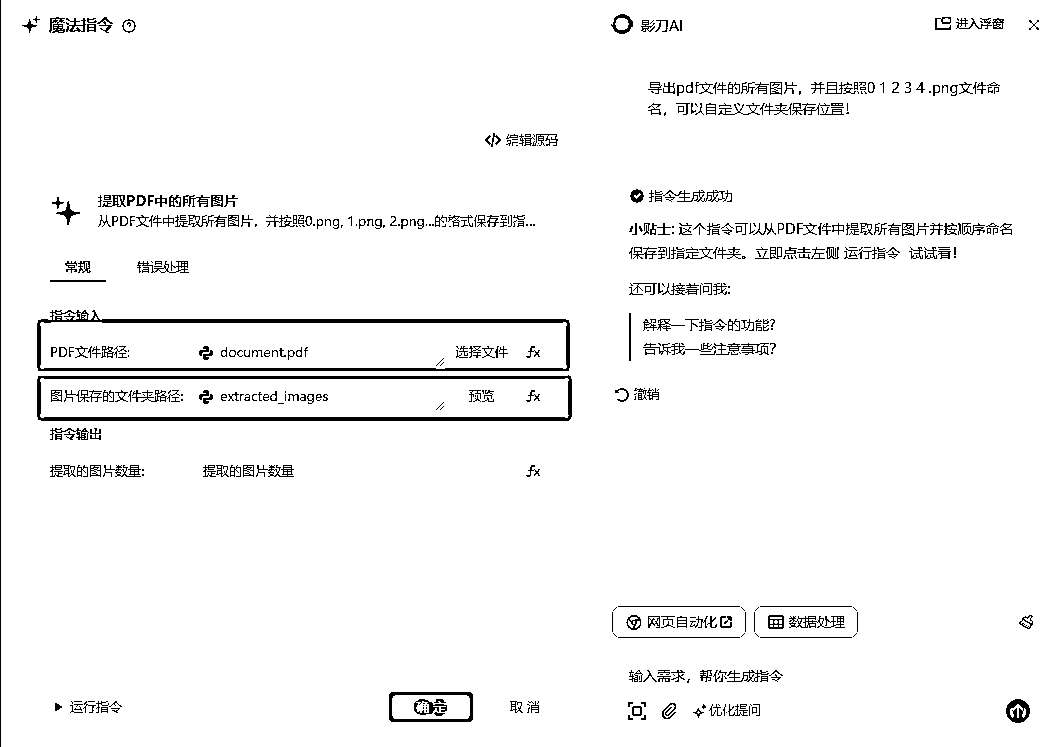 魔法指令
编辑源码
提取PDF中的所有图片
从PDF文件中提取所有图片，并按照0.png, 1.png, 2.png...的格式保存到指...
常规 错误处理
指令输入
PDF文件路径: document.pdf 选择文件 fx
图片保存的文件夹路径: extracted_images 预览 fx
指令输出
提取的图片数量: 提取的图片数量 fx
运行指令 确定 取消
影刀AI 进入浮窗
导出pdf文件的所有图片，并且按照0 1 2 3 4 .png文件命
名，可以自定义文件夹保存位置！
指令生成成功
小贴士: 这个指令可以从PDF文件中提取所有图片并按顺序命名
保存到指定文件夹。立即点击左侧 运行指令 试试看！
还可以接着问我:
解释一下指令的功能?
告诉我一些注意事项?
撤销
网页自动化 数据处理
输入需求，帮你生成指令
优化提问